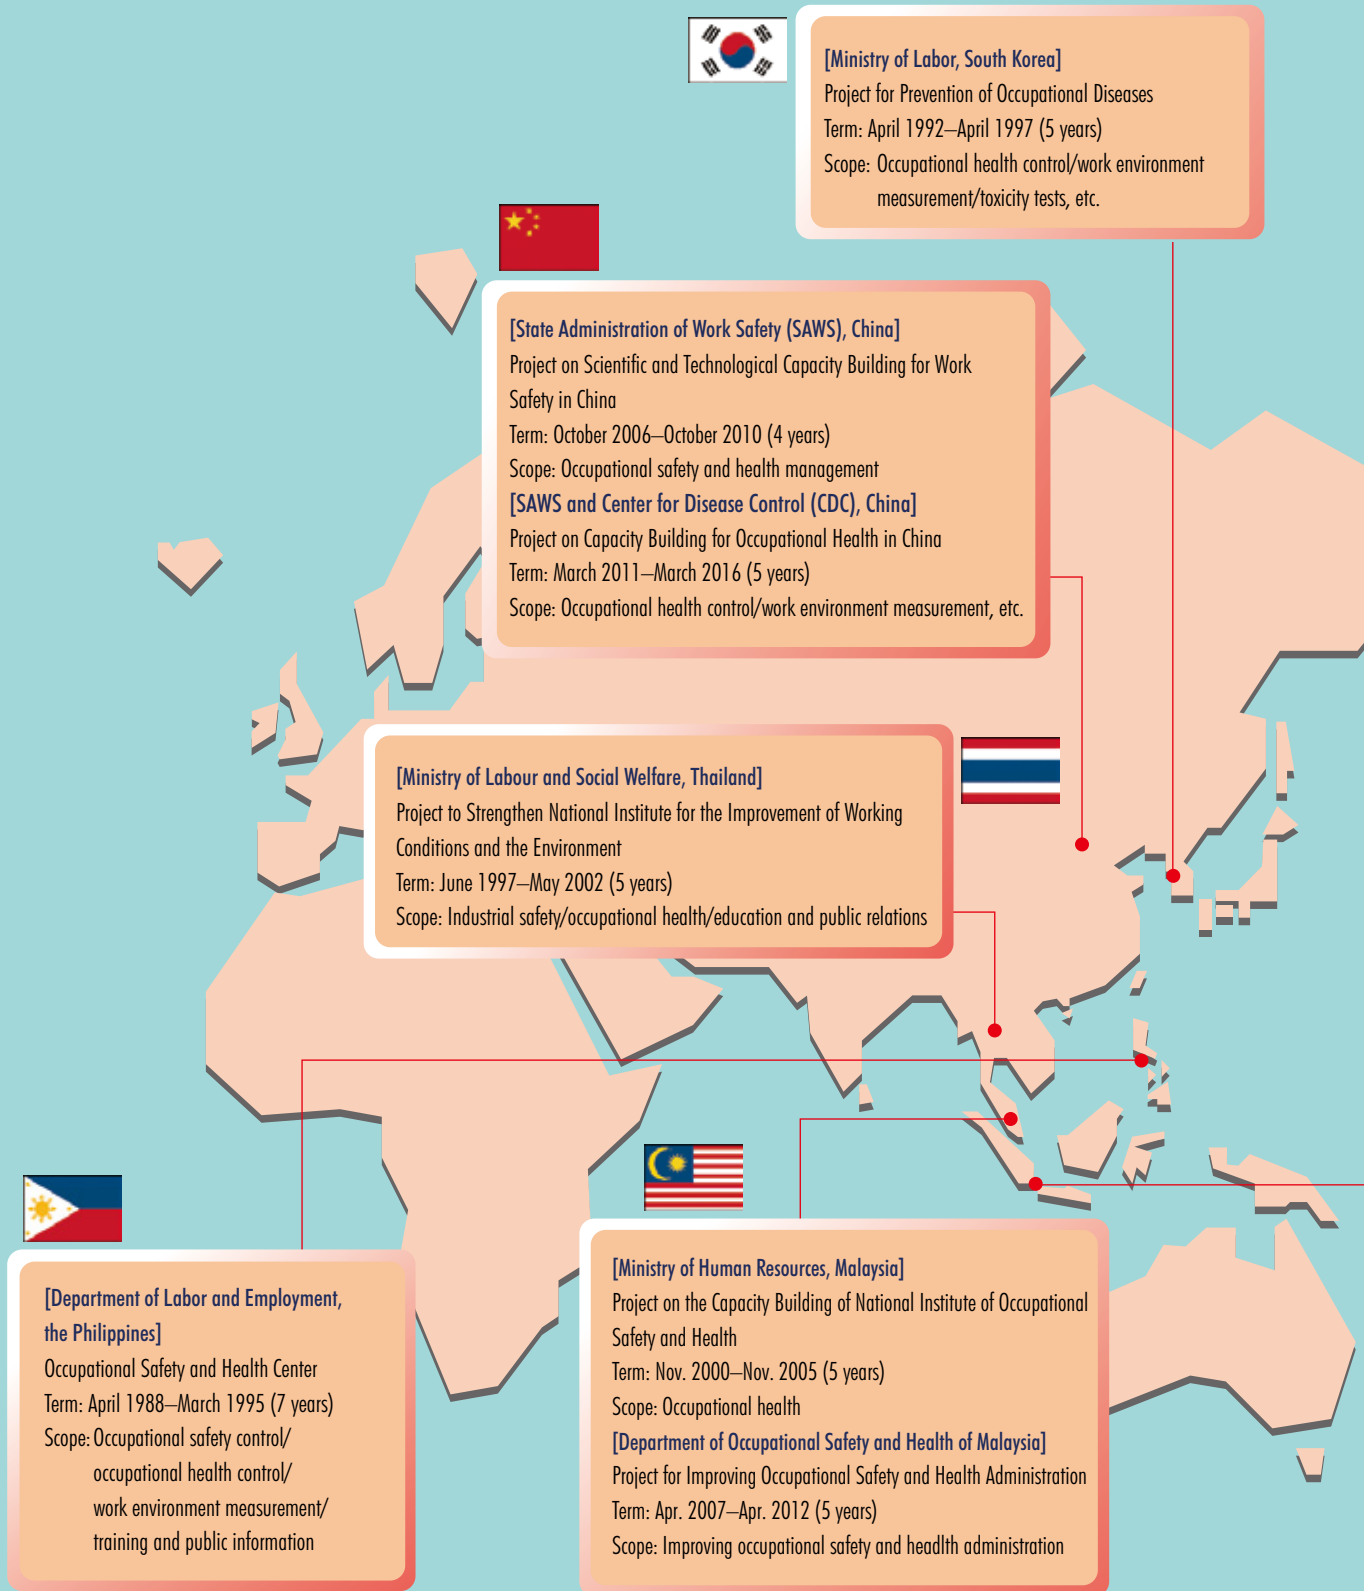 [Ministry of Labor, South Korea]
Project for Prevention of Occupational Diseases
Term: April 1992–April 1997 (5 years)
Scope: Occupational health control/work environment
measurement/toxicity tests, etc.
[State Administration of Work Safety (SAWS), China]
Project on Scientific and Technological Capacity Building for Work
Safety in China
Term: October 2006–October 2010 (4 years)
Scope: Occupational safety and health management
[SAWS and Center for Disease Control (CDC), China]
Project on Capacity Building for Occupational Health in China
Term: March 2011–March 2016 (5 years)
Scope: Occupational health control/work environment measurement, etc.
[Ministry of Labour and Social Welfare, Thailand]
Project to Strengthen National Institute for the Improvement of Working
Conditions and the Environment
Term: June 1997–May 2002 (5 years)
Scope: Industrial safety/occupational health/education and public relations
[Department of Labor and Employment,
the Philippines]
Occupational Safety and Health Center
Term: April 1988–March 1995 (7 years)
Scope: Occupational safety control/
occupational health control/
work environment measurement/
training and public information
[Ministry of Human Resources, Malaysia]
Project on the Capacity Building of National Institute of Occupational
Safety and Health
Term: Nov. 2000–Nov. 2005 (5 years)
Scope: Occupational health
[Department of Occupational Safety and Health of Malaysia]
Project for Improving Occupational Safety and Health Administration
Term: Apr. 2007–Apr. 2012 (5 years)
Scope: Improving occupational safety and headlth administration